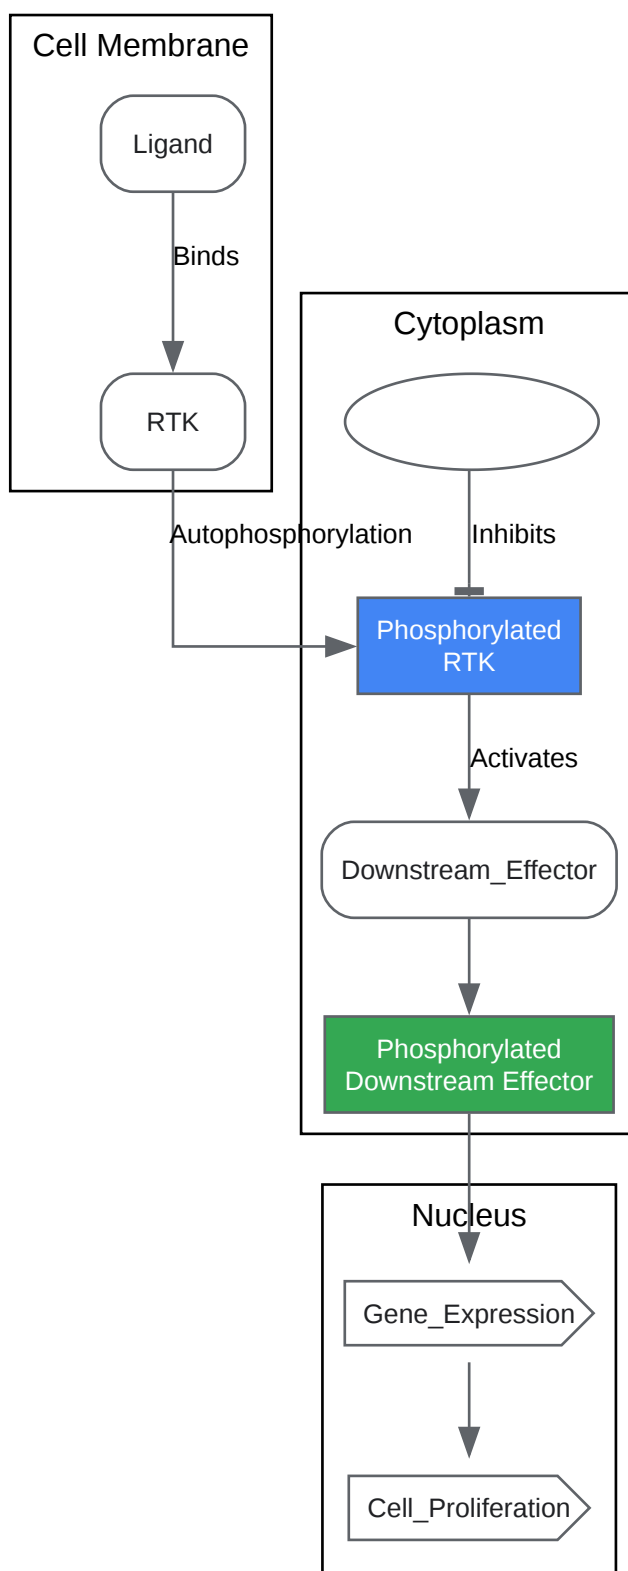 Cell Membrane
Ligand
Binds
RTK
Cytoplasm
Autophosphorylation
Inhibits
Phosphorylated
RTK
Activates
Downstream_Effector
Phosphorylated
Downstream Effector
Nucleus
Gene_Expression
Cell_Proliferation